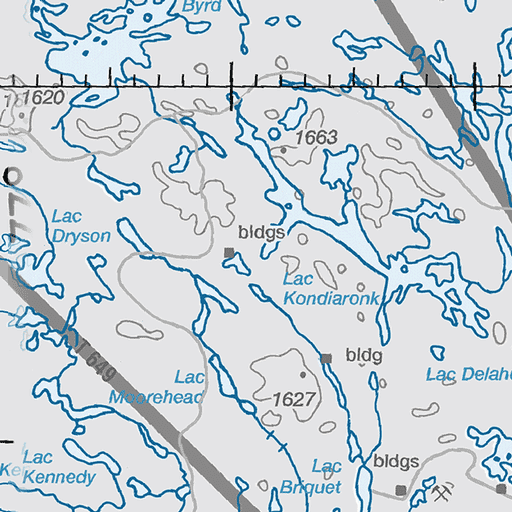 Byrd
1620
1663
Lac
Dryson
bldgs
Lac
Kondiaronk
T 649
bldg
Lac
Moorehead
Lac Delah
1627
Lac
Kennedy
Lac
Briquet
bldgs